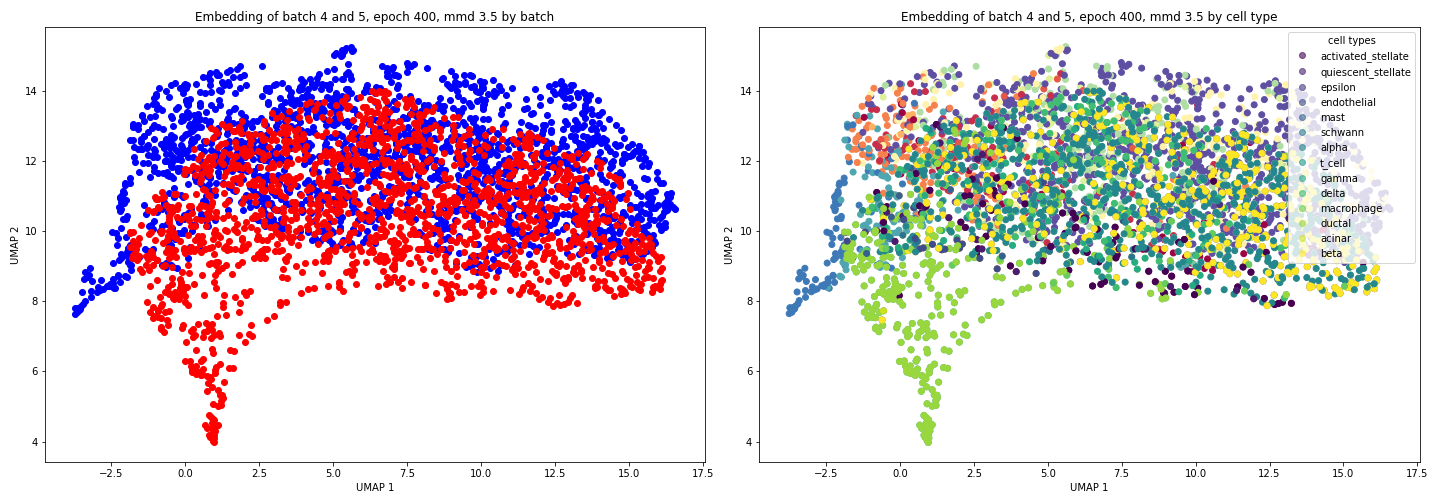 Embedding of batch 4 and 5, epoch 400, mmd 3.5 by batch
14
12
10
8
6
4
UMAP 2
−2.5 0.0 2.5 5.0 7.5 10.0 12.5 15.0 17.5
UMAP 1
Embedding of batch 4 and 5, epoch 400, mmd 3.5 by cell type
cell types
activated_stellate
quiescent_stellate
epsilon
endothelial
mast
schwann
alpha
t_cell
gamma
delta
macrophage
ductal
acinar
beta
14
12
10
8
6
4
UMAP 2
−2.5 0.0 2.5 5.0 7.5 10.0 12.5 15.0 17.5
UMAP 1